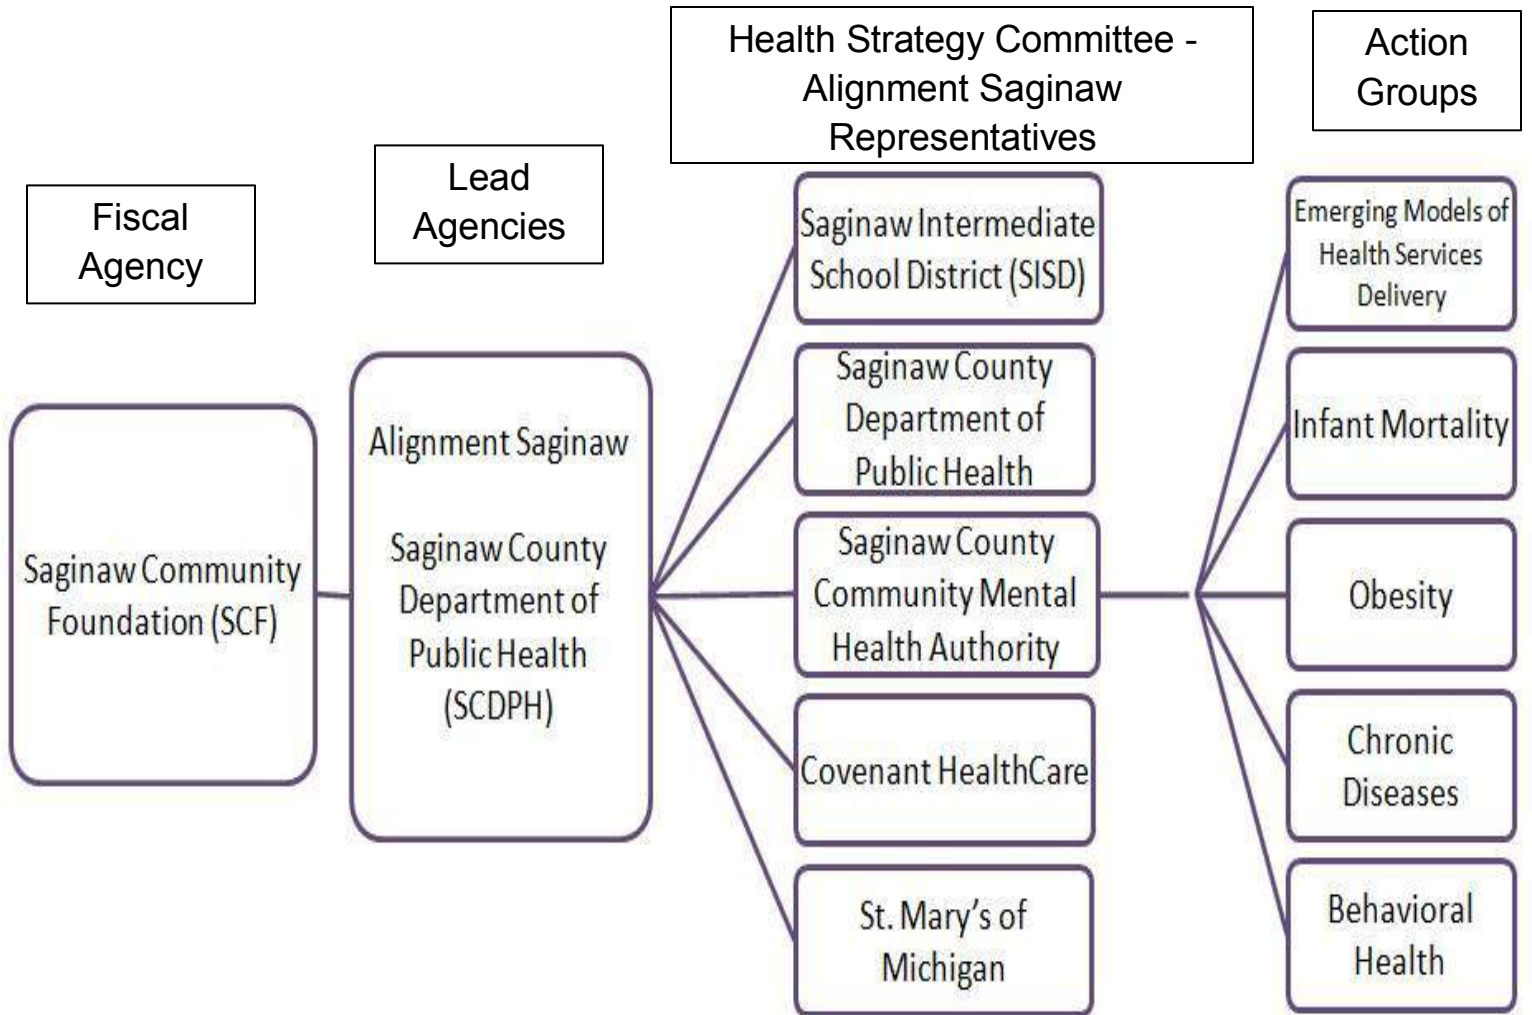 Fiscal
Agency
Lead
Agencies
Health Strategy Committee -
Alignment Saginaw
Representatives
Action
Groups
Saginaw Community
Foundation (SCF)
Alignment Saginaw
Saginaw County
Department of
Public Health
(SCDPH)
Saginaw Intermediate
School District (SISD)
Saginaw County
Department of
Public Health
Saginaw County
Community Mental
Health Authority
Covenant HealthCare
St. Mary's of
Michigan
Emerging Models of
Health Services
Delivery
Infant Mortality
Obesity
Chronic
Diseases
Behavioral
Health